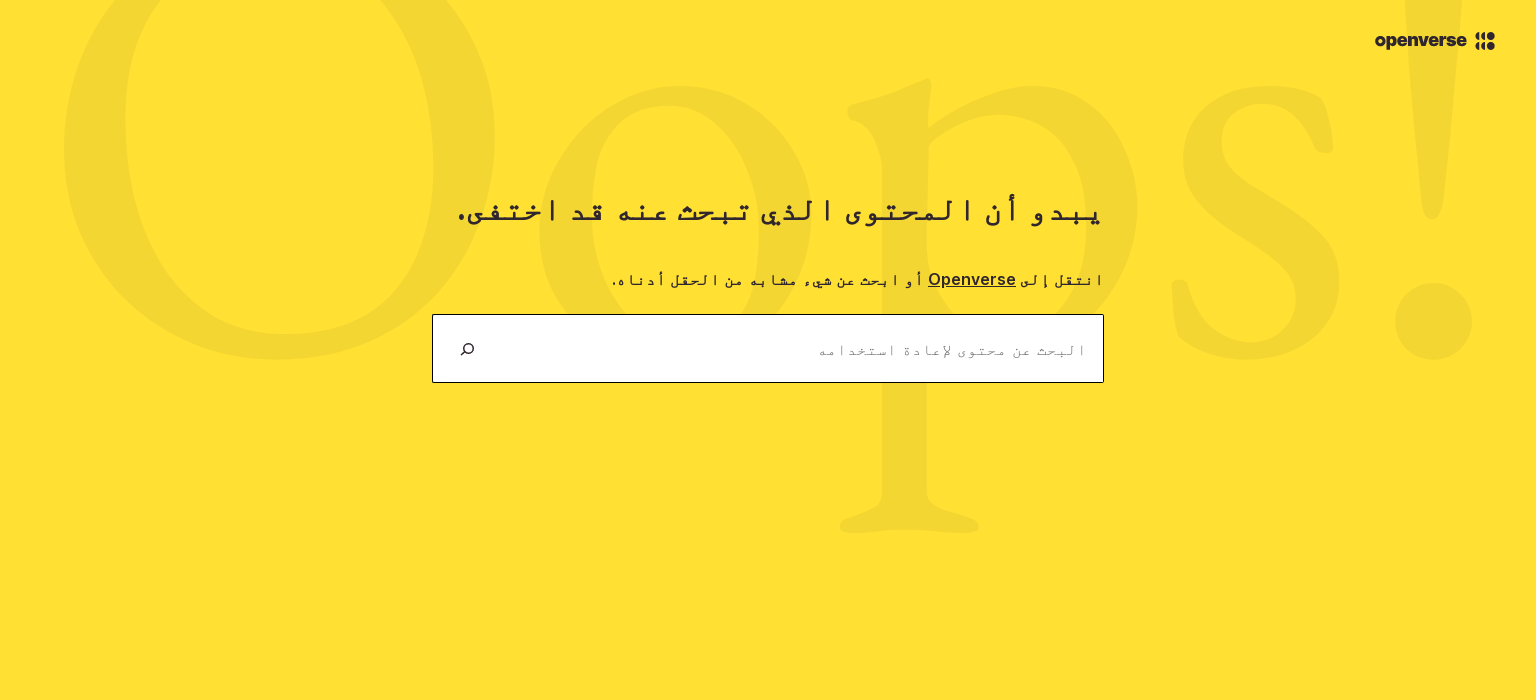 openverse
Oops!
يبدو أن المحتوى الذي تبحث عنه قد اختفى.
انتقل إلى Openverse أو ابحث عن شيء مشابه من الحقل أدناه.
البحث عن محتوى لإعادة استخدامه